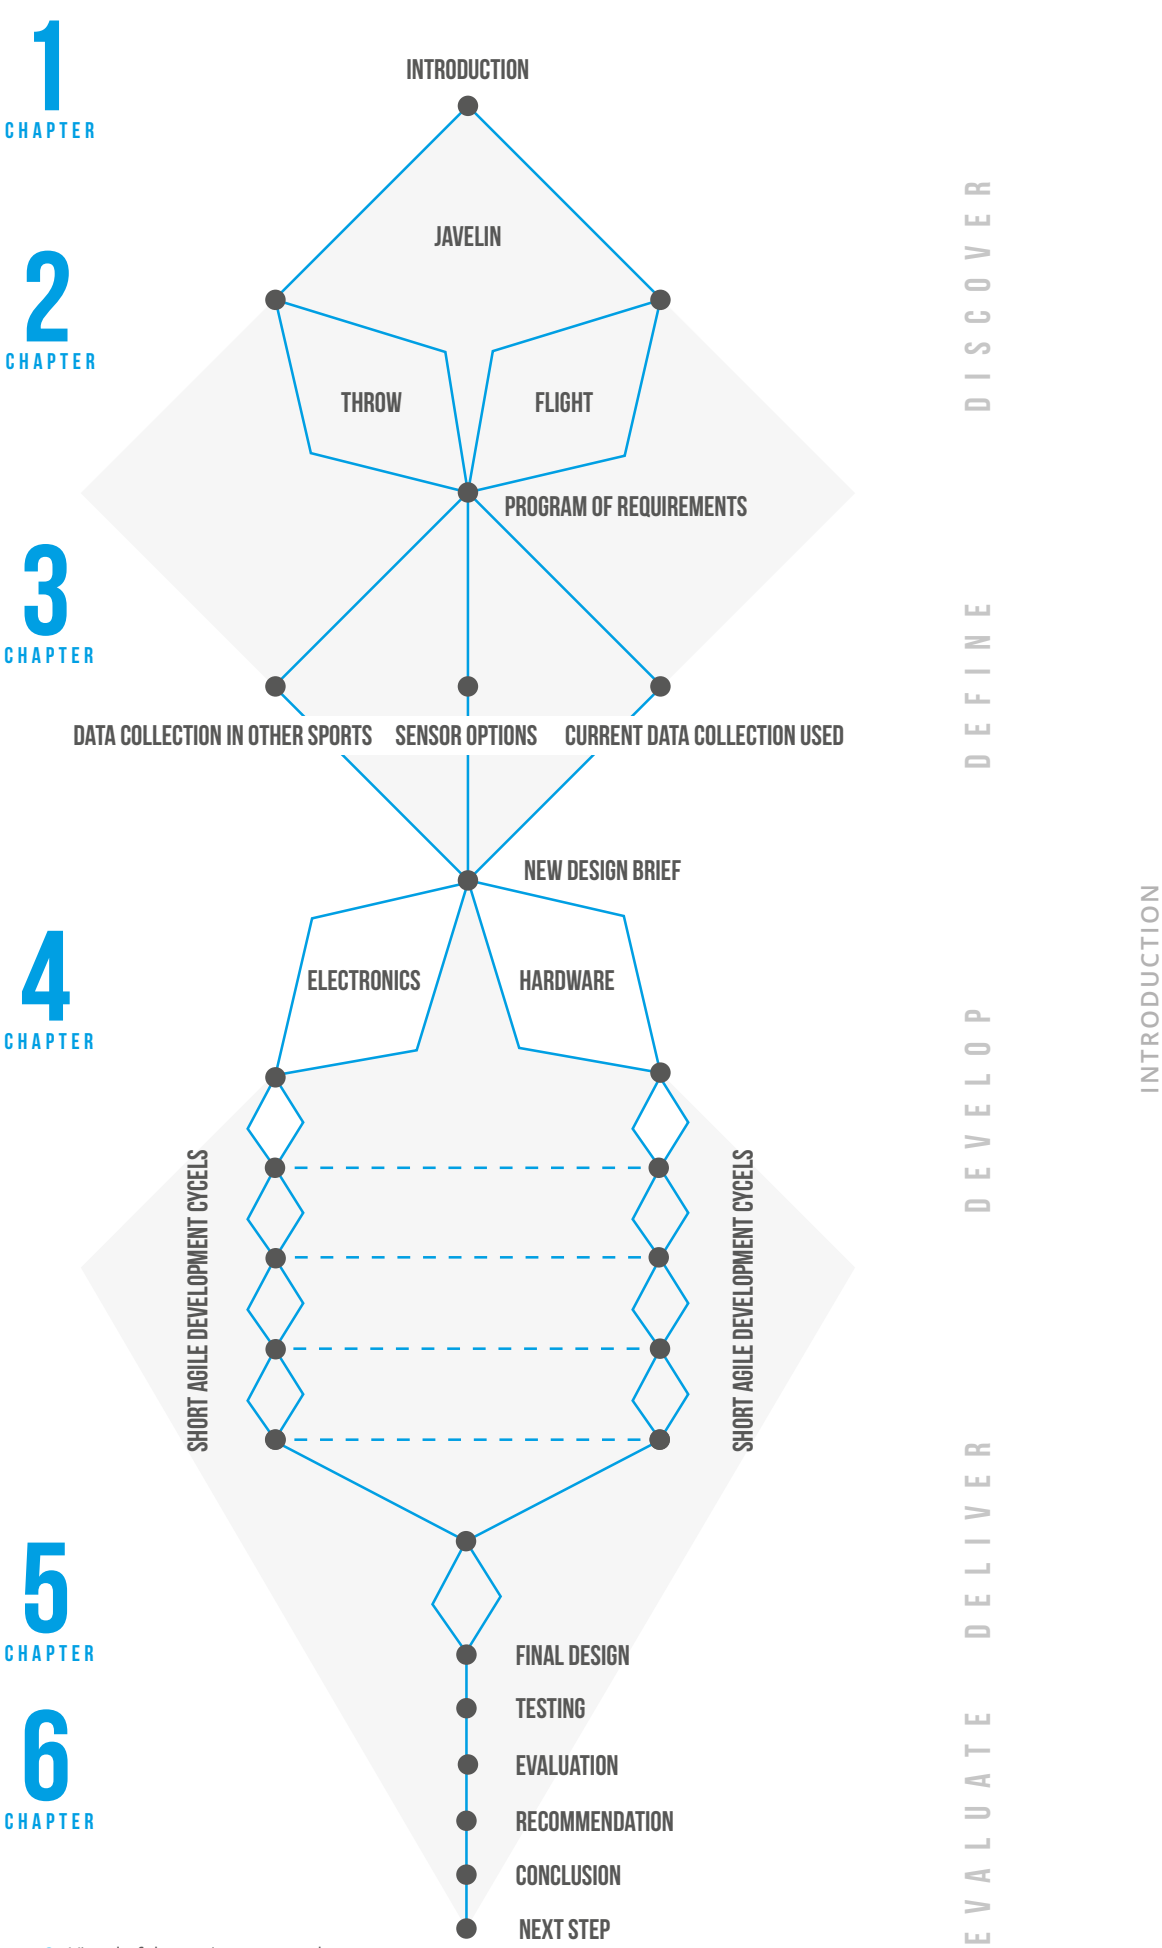 1
CHAPTER
INTRODUCTION
JAVELIN
DISCOVER
2
CHAPTER
THROW
FLIGHT
PROGRAM OF REQUIREMENTS
3
CHAPTER
DEFINE
DATA COLLECTION IN OTHER SPORTS
SENSOR OPTIONS
CURRENT DATA COLLECTION USED
NEW DESIGN BRIEF
INTRODUCTION
4
CHAPTER
ELECTRONICS
HARDWARE
DEVELOP
SHORT AGILE DEVELOPMENT CYCELS
SHORT AGILE DEVELOPMENT CYCELS
DELIVER
5
CHAPTER
FINAL DESIGN
TESTING
6
CHAPTER
EVALUATE
EVALUATION
RECOMMENDATION
CONCLUSION
NEXT STEP